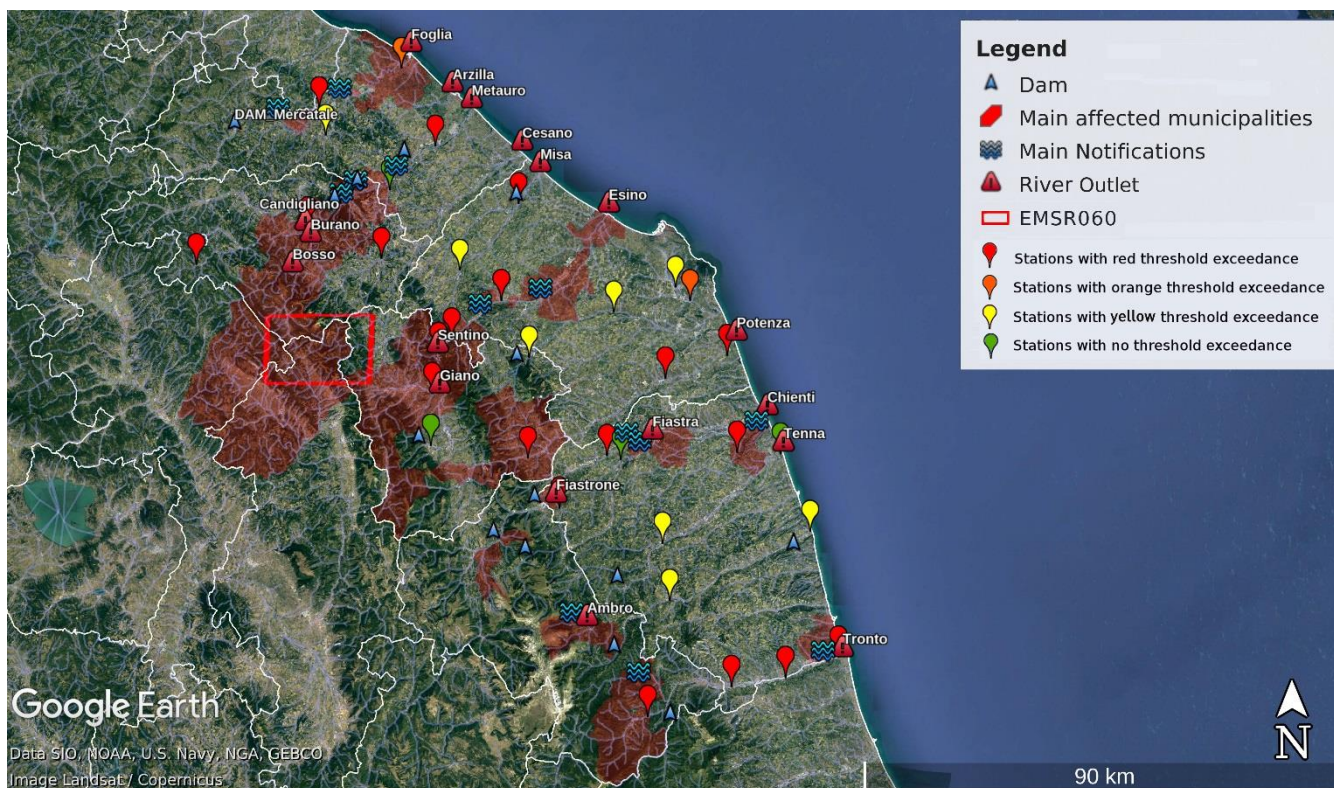 Foglia
Arzilla
Metauro
DAM Mercatale
Cesano
Misa
Esino
Candigliano
Burano
Bosso
Sentino
Potenza
Giano
Chienti
Fiastra
Tenna
Fiastrone
Ambro
Tronto
Legend
Dam
Main affected municipalities
Main Notifications
River Outlet
EMSR060
Stations with red threshold exceedance
Stations with orange threshold exceedance
Stations with yellow threshold exceedance
Stations with no threshold exceedance
Google Earth
Data SIO, NOAA, U.S. Navy, NGA, GEBCO
Image Landsat / Copernicus
N
90 km